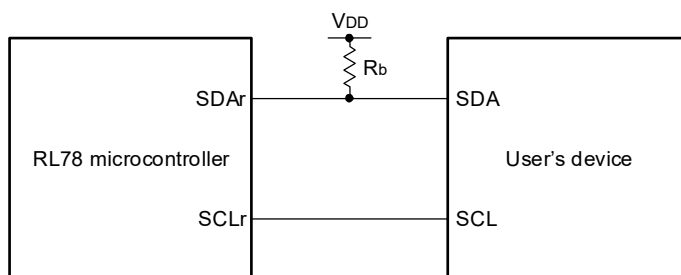 VDD
Rb
SDAr
SDA
RL78 microcontroller
User's device
SCLr
SCL